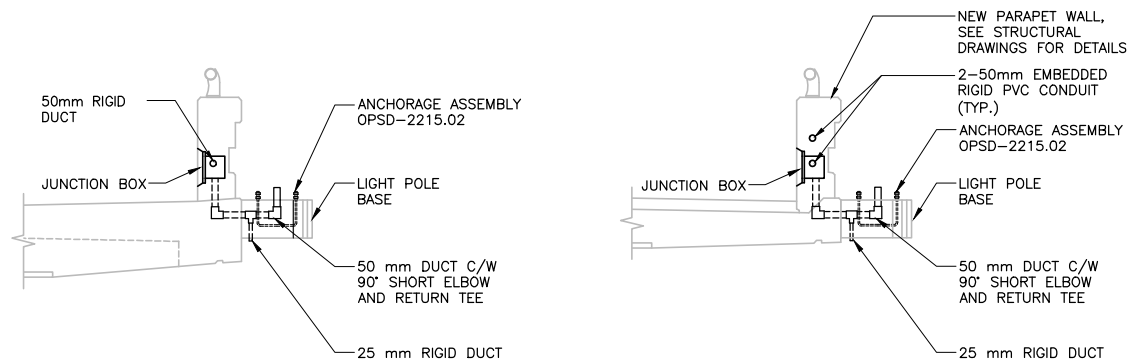 50mm RIGID
DUCT
ANCHORAGE ASSEMBLY
OPSD-2215.02
JUNCTION BOX
LIGHT POLE
BASE
50 mm DUCT C/W
90° SHORT ELBOW
AND RETURN TEE
25 mm RIGID DUCT
NEW PARAPET WALL,
SEE STRUCTURAL
DRAWINGS FOR DETAILS
2-50mm EMBEDDED
RIGID PVC CONDUIT
(TYP.)
ANCHORAGE ASSEMBLY
OPSD-2215.02
JUNCTION BOX
LIGHT POLE
BASE
50 mm DUCT C/W
90° SHORT ELBOW
AND RETURN TEE
25 mm RIGID DUCT